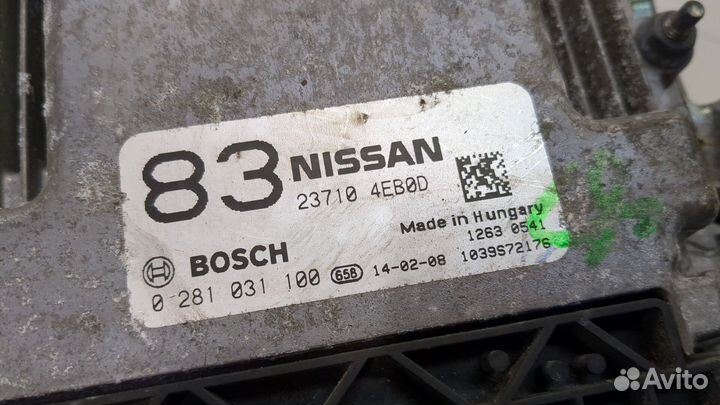 83 NISSAN
23710 4EB0D
Made in Hungary
1263 0541
BOSCH
0 281 031 100 658 14-02-08 1039S72176
Avito